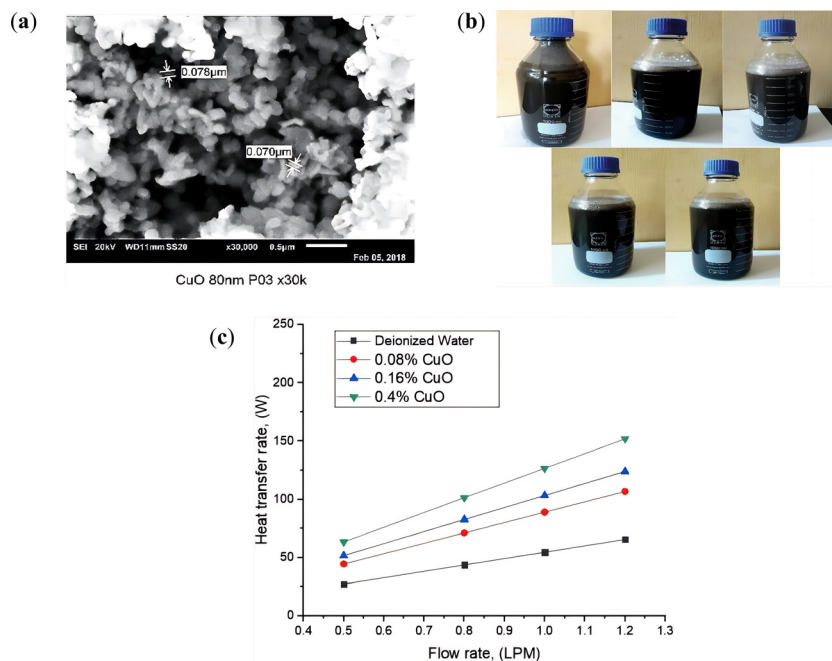 (a)
0.078μm
0.070μm
SEI 20kV WD11mm SS20 x30,000 0.5μm
Feb 05, 2018
CuO 80nm P03 x30k
(b)
(c)
Deionized Water
0.08% CuO
0.16% CuO
0.4% CuO
Heat transfer rate, (W)
250
200
150
100
50
0
0.4 0.5 0.6 0.7 0.8 0.9 1.0 1.1 1.2 1.3
Flow rate, (LPM)